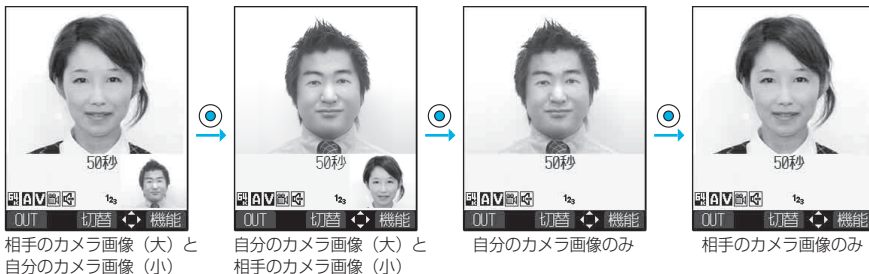 50秒
64K A V
123
OUT 切替 機能
相手のカメラ画像（大）と
自分のカメラ画像（小）
50秒
64K A V
123
OUT 切替 機能
自分のカメラ画像（大）と
相手のカメラ画像（小）
50秒
64K A V
123
OUT 切替 機能
自分のカメラ画像のみ
50秒
64K A V
123
OUT 切替 機能
相手のカメラ画像のみ